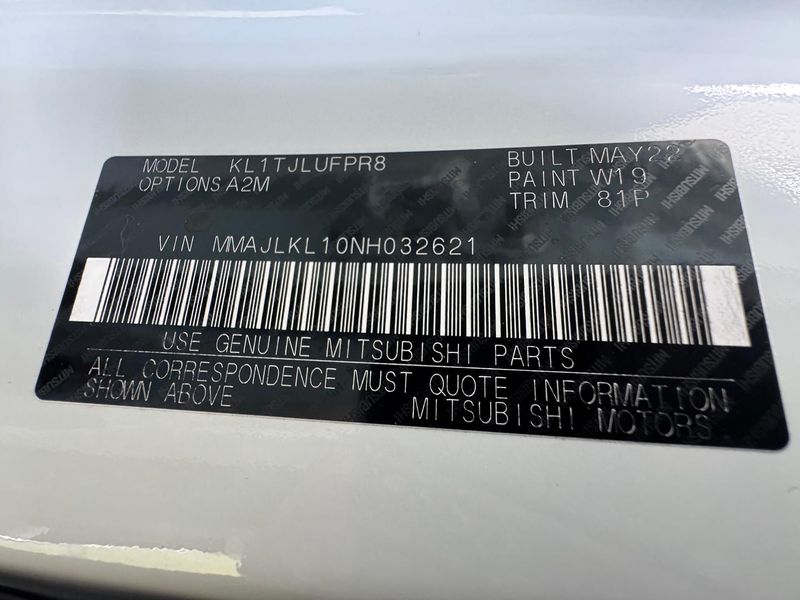 MODEL KL1TJLUFPR8 BUILT MAY22
OPTIONS A2M PAINT W19
TRIM 81P
VIN MMAJLKL10NH032621
USE GENUINE MITSUBISHI PARTS
ALL CORRESPONDENCE MUST QUOTE INFORMATION
SHOWN ABOVE MITSUBISHI MOTORS